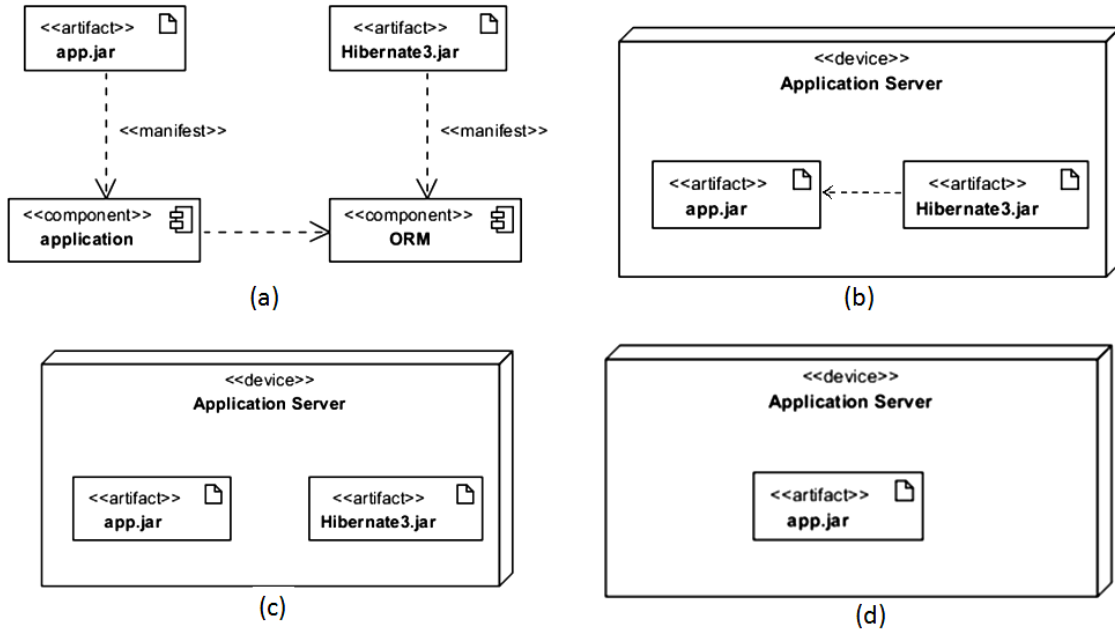 <<artifact>>
app.jar
<<artifact>>
Hibernate3.jar
<<manifest>>
<<manifest>>
<<component>>
application
<<component>>
ORM
(a)
<<device>>
Application Server
<<artifact>>
app.jar
<<artifact>>
Hibernate3.jar
(b)
<<device>>
Application Server
<<artifact>>
app.jar
<<artifact>>
Hibernate3.jar
(c)
<<device>>
Application Server
<<artifact>>
app.jar
(d)